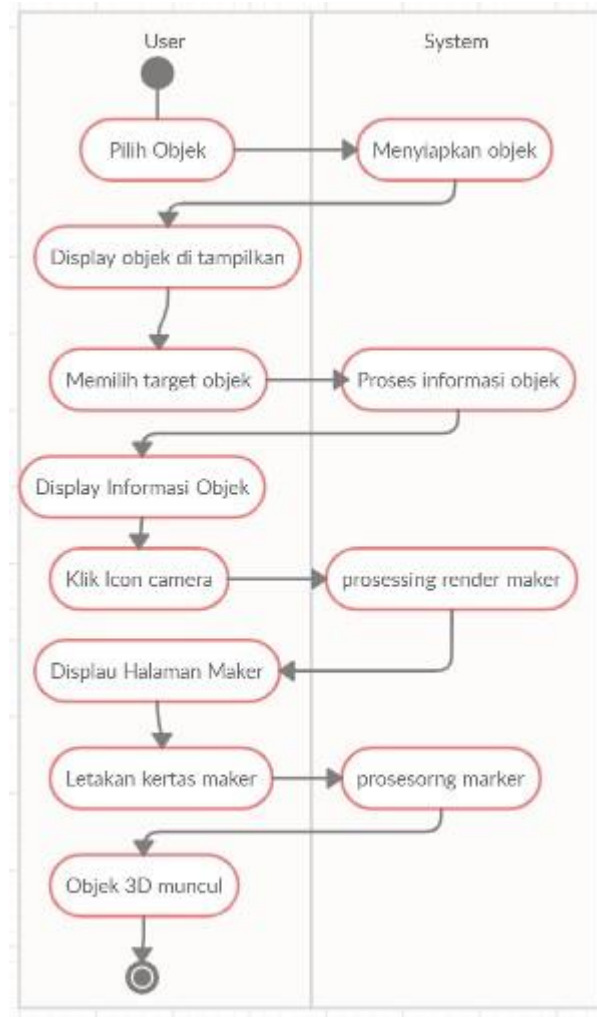 User
System
Pilih Objek
Menyiapkan objek
Display objek di tampilkan
Memilih target objek
Proses informasi objek
Display Informasi Objek
Klik Icon camera
prosessing render maker
Displau Halaman Maker
Letakan kertas maker
prosesorng marker
Objek 3D muncul